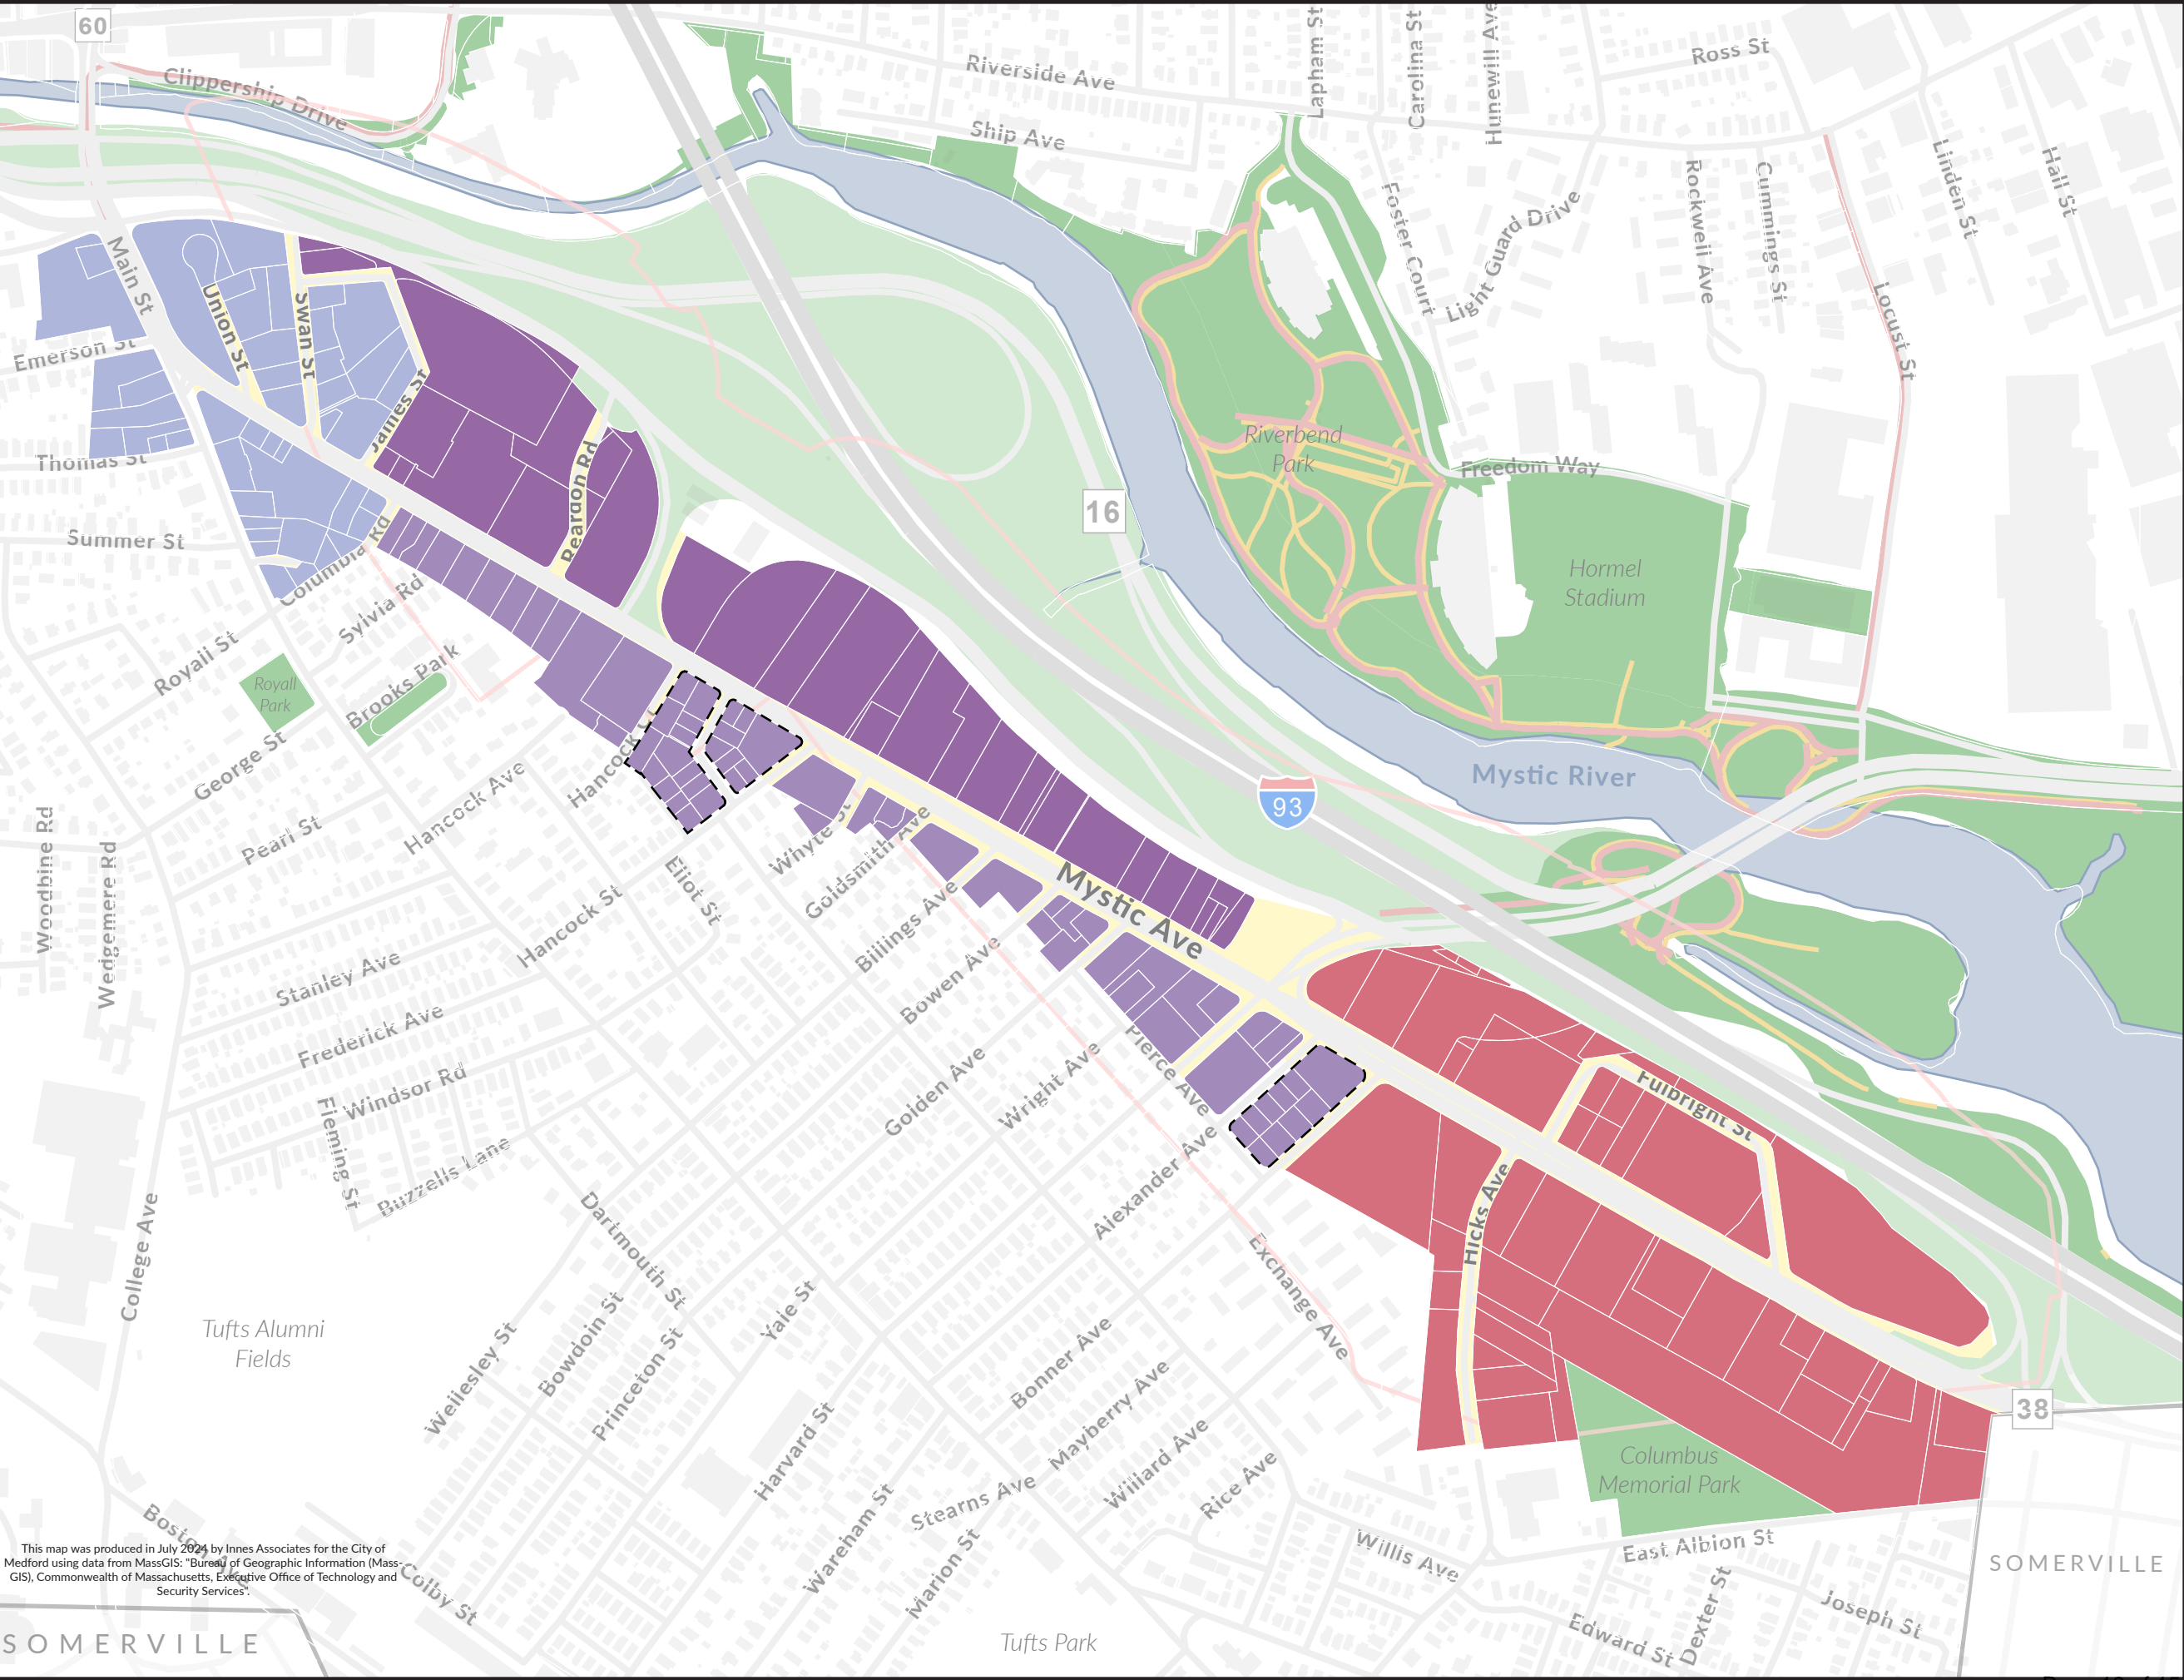 60
Clippership Drive
Riverside Ave
Ship Ave
Lapham St
Carolina St
Hunewill Ave
Ross St
Linden St
Hall St
Rockwell Ave
Cummings St
Foster Court
Light Guard Drive
Locust St
Main St
Union St
Swan St
James St
Emerson St
Thomas St
Summer St
Reardon Rd
Columbia Rd
Sylvia Rd
Royall St
Royall
Park
Brooks Park
George St
Pearl St
Hancock Ave
Hancock
16
Riverbend
Park
Freedom Way
Hormel
Stadium
Mystic River
93
Mystic Ave
Woodbine Rd
Wedgemere Rd
Hancock St
Eliot St
Whyte St
Goldsmith Ave
Billings Ave
Bowen Ave
Stanley Ave
Frederick Ave
Windsor Rd
Fleming St
Buzzells Lane
Golden Ave
Wright Ave
Pierce Ave
Alexander Ave
Exchange Ave
Hicks Ave
Fulbright St
College Ave
Dartmouth St
Tufts Alumni
Fields
Wellesley St
Bowdoin St
Princeton St
Yale St
Harvard St
Bonner Ave
Mayberry Ave
Willard Ave
Rice Ave
Stearns Ave
Wareham St
Marion St
38
Columbus
Memorial Park
Willis Ave
East Albion St
Edward St
Dexter St
Joseph St
SOMERVILLE
Boston Ave
Colby St
This map was produced in July 2024 by Innes Associates for the City of
Medford using data from MassGIS: "Bureau of Geographic Information (Mass-
GIS), Commonwealth of Massachusetts, Executive Office of Technology and
Security Services".
SOMERVILLE
Tufts Park